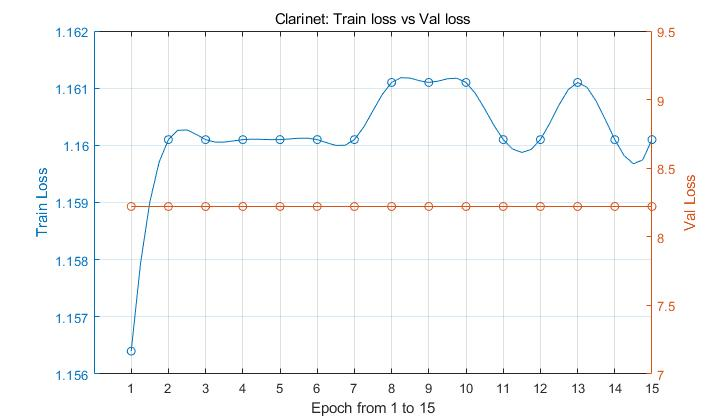 Clarinet: Train loss vs Val loss
1.162
1.161
1.16
1.159
1.158
1.157
1.156
Train Loss
9.5
9
8.5
8
7.5
7
Val Loss
1 2 3 4 5 6 7 8 9 10 11 12 13 14 15
Epoch from 1 to 15